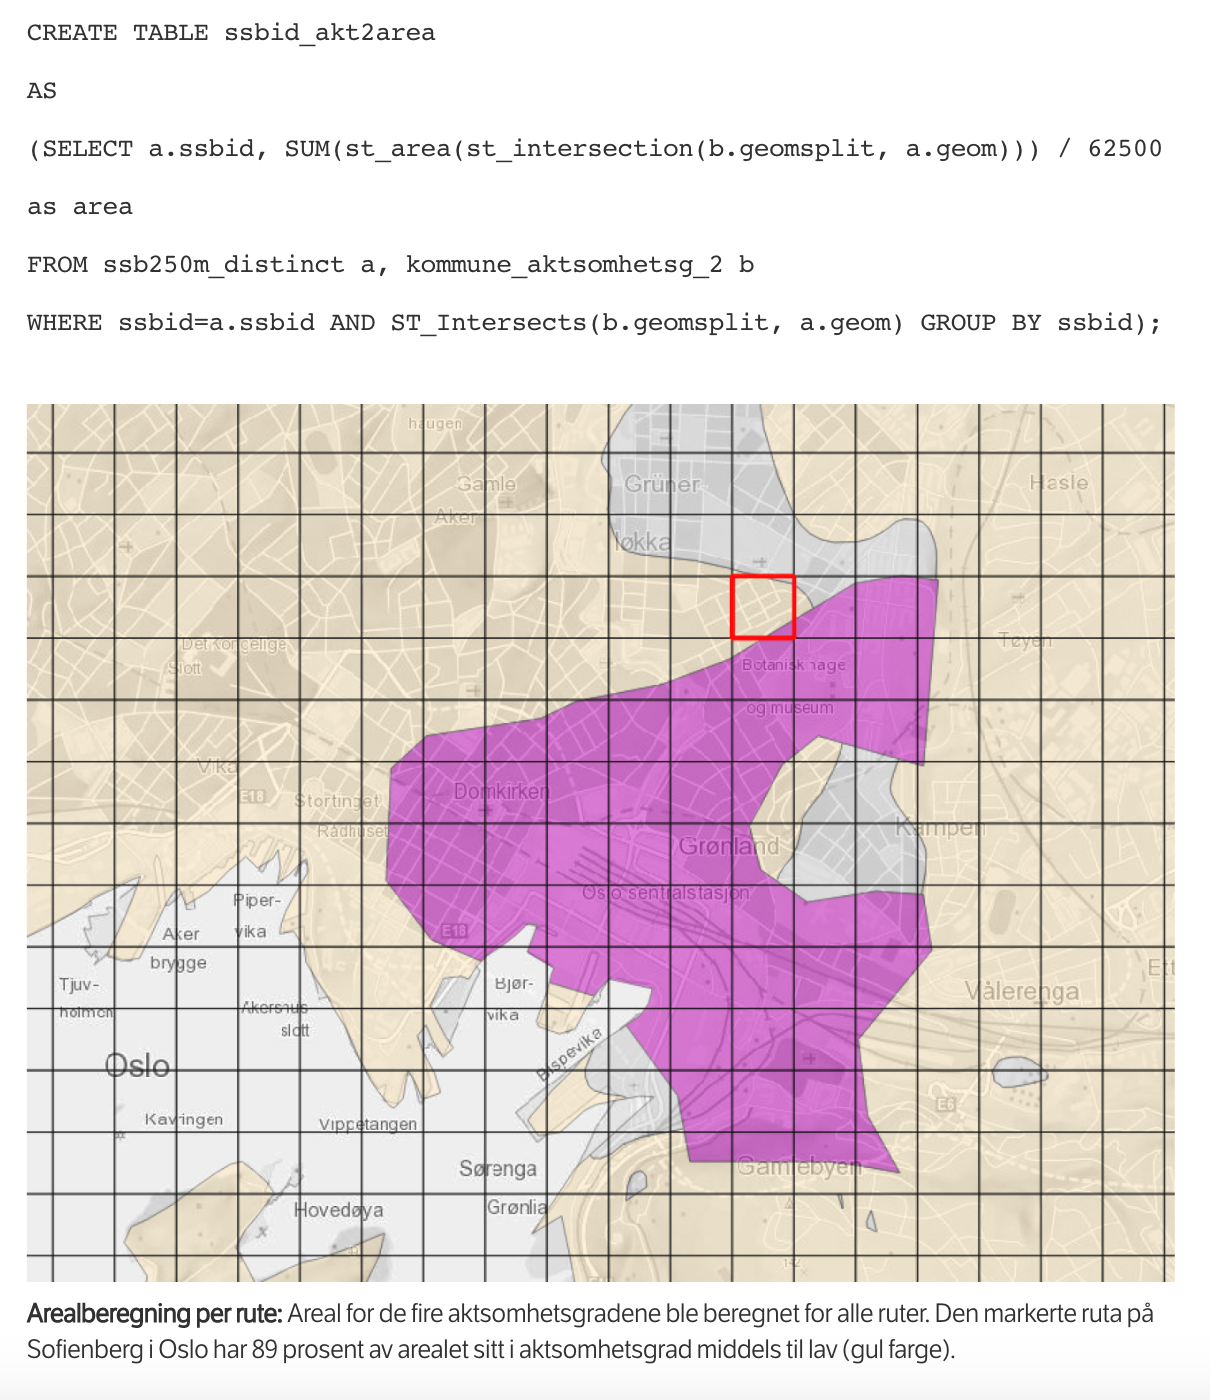 CREATE TABLE ssbid_akt2area
AS
(SELECT a.ssbid, SUM(st_area(st_intersection(b.geomsplit, a.geom))) / 62500
as area
FROM ssb250m_distinct a, kommune_aktsomhetsg_2 b
WHERE ssbid=a.ssbid AND ST_Intersects(b.geomsplit, a.geom) GROUP BY ssbid);
haugen
Gamle
Aker
Grüner-
løkka
Hasle
Det Kongelige
Slott
Tøyen
Botanisk hage
og museum
Vika
E18
Stortinget
Rådhuset
Domkirken
Grønland
Kampen
Oslo sentralstasjon
Piper-
vika
Aker
brygge
E18
Tjuv-
holmen
Akershus
slott
Bjør-
vika
Bispevika
Vålerenga
Ett
Oslo
Kavringen
Vippetangen
E6
Sørenga
Gamlebyen
Hovedøya
Grønlia
142
Arealberegning per rute: Areal for de fire aktsomhetsgradene ble beregnet for alle ruter. Den markerte ruta på
Sofienberg i Oslo har 89 prosent av arealet sitt i aktsomhetsgrad middels til lav (gul farge).